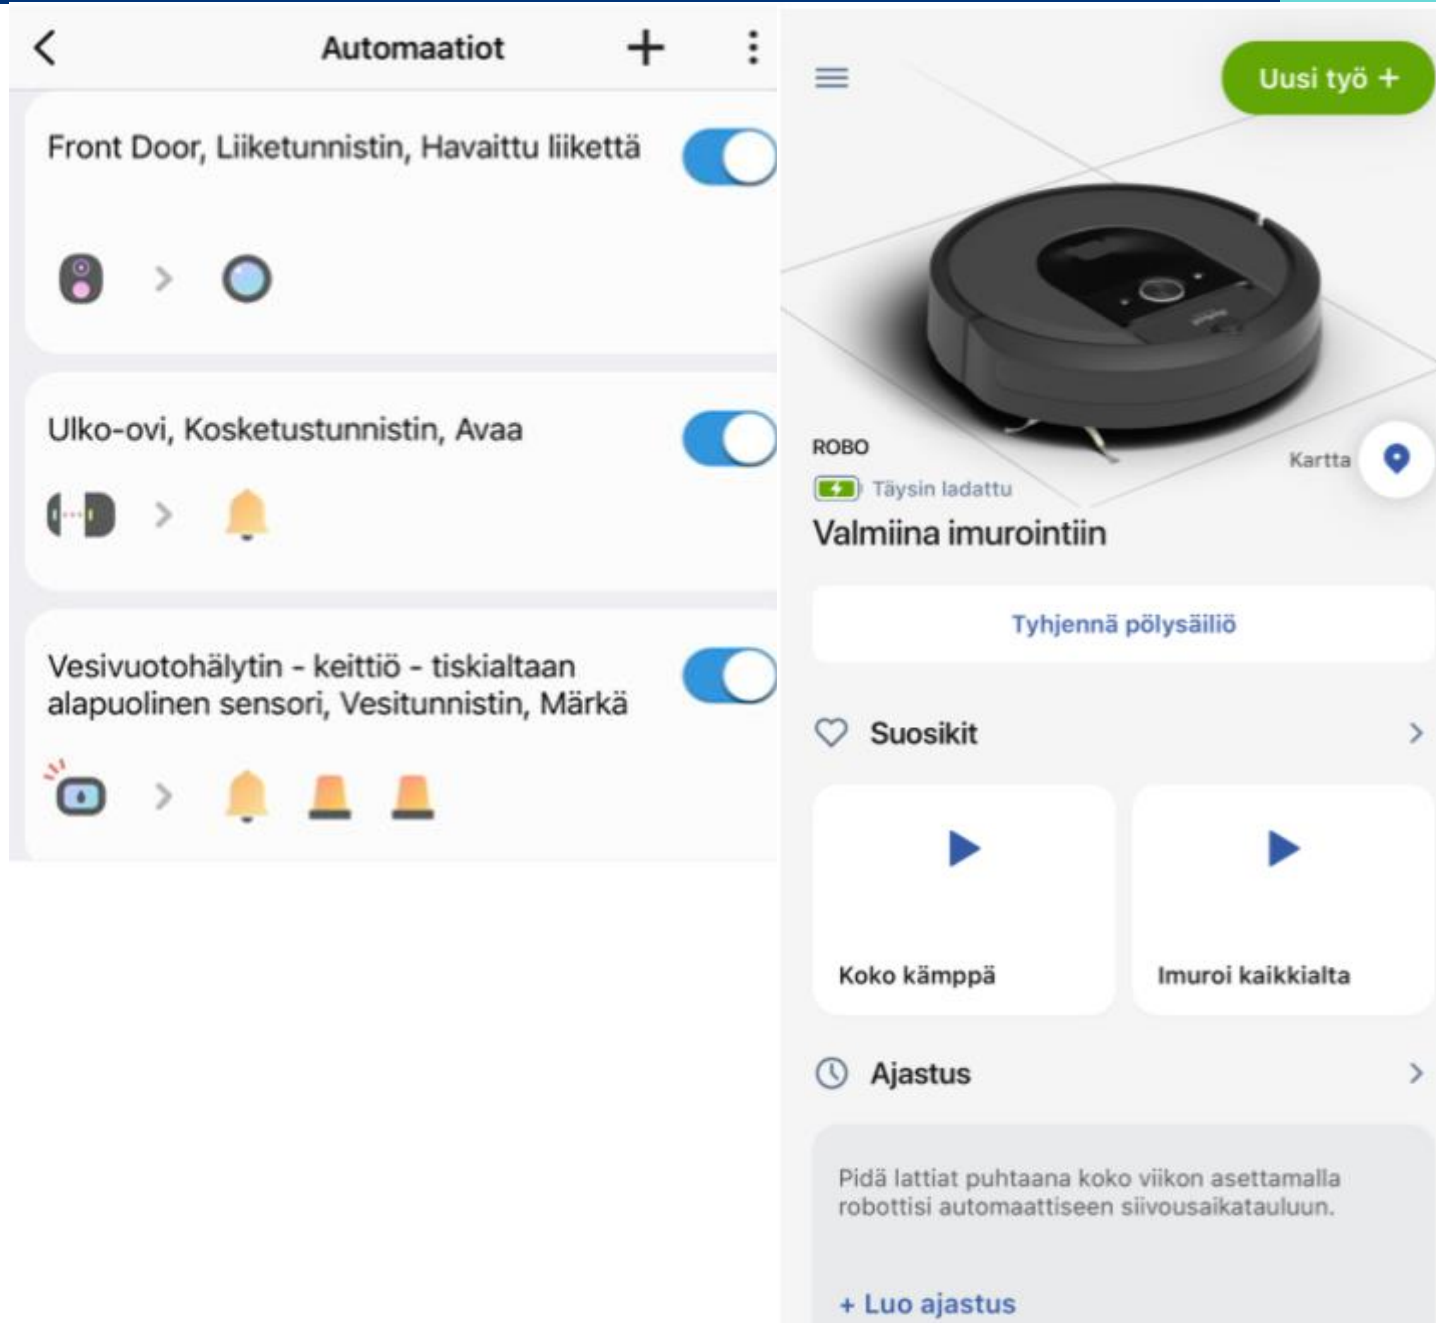 Automaatiot
Front Door, Liiketunnistin, Havaittu liikettä
Ulko-ovi, Kosketustunnistin, Avaa
Vesivuotohälytin - keittiö - tiskialtaan
alapuolinen sensori, Vesitunnistin, Märkä
Uusi työ +
ROBO
Kartta
Täysin ladattu
Valmiina imurointiin
Tyhjennä pölysäiliö
Suosikit
Koko kämppä
Imuroi kaikkialta
Ajastus
Pidä lattiat puhtaana koko viikon asettamalla
robottisi automaattiseen siivousaikatauluun.
+ Luo ajastus